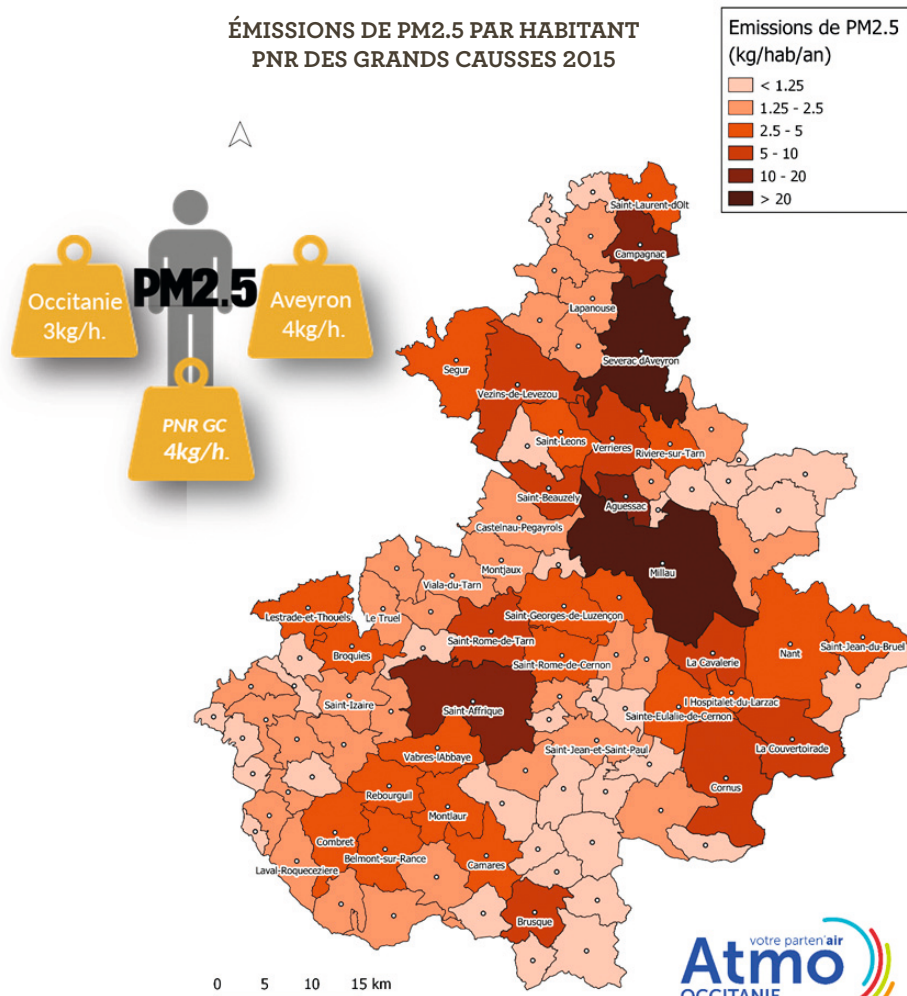 ÉMISSIONS DE PM2.5 PAR HABITANT
PNR DES GRANDS CAUSSES 2015
Emissions de PM2.5
(kg/hab/an)
< 1.25
1.25 - 2.5
2.5 - 5
5 - 10
10 - 20
> 20
PM2.5
Occitanie
3kg/h.
Aveyron
4kg/h.
PNR GC
4kg/h.
Saint-Laurent-dOlt
Campagnac
Lapanouse
Severac dAveyron
Segur
Vezins-de-Levezou
Saint-Leons
Verrieres
Riviere-sur-Tarn
Saint-Beauzely
Aguessac
Castelnau-Pegayrols
Montjaux
Millau
Viala-du-Tarn
Lestrade-et-Thouels
Le Truel
Saint-Georges-de-Luzençon
Saint-Rome-de-Tarn
Broquies
Saint-Rome-de-Cernon
La Cavalerie
Nant
Saint-Jean-du-Bruel
Saint-Izaire
Saint-Affrique
l Hospitalet-du-Larzac
Sainte-Eulalie-de-Cernon
Saint-Jean-et-Saint-Paul
La Couvertoirade
Vabres-lAbbaye
Rebourguil
Cornus
Montlaur
Combret
Belmont-sur-Rance
Camares
Laval-Roqueceziere
Brusque
0 5 10 15 km
votre parten'air
Atmo
OCCITANIE